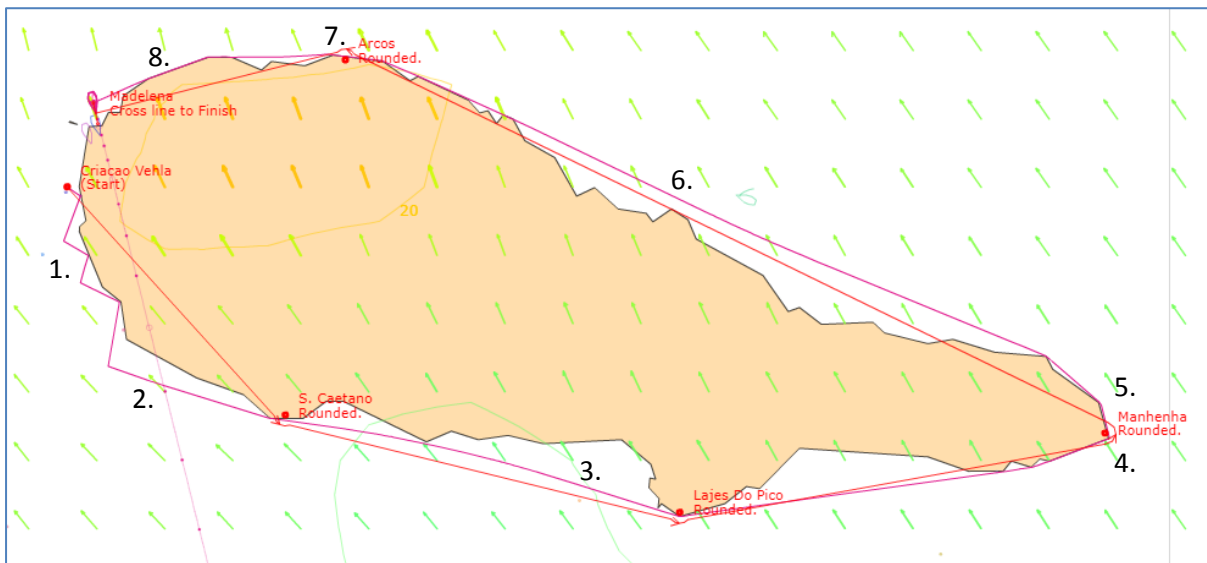 7.
Arcos
Rounded.
8.
Madelena
Cross line to Finish
Criacao Vehla
(Start)
6.
20
1.
2.
S. Caetano
Rounded.
5.
Manhenha
Rounded.
3.
4.
Lajes Do Pico
Rounded.